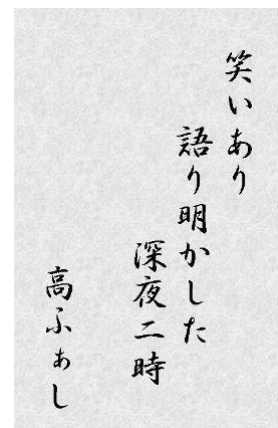 笑いあり
語り明かした
深夜二時
高ふぁし